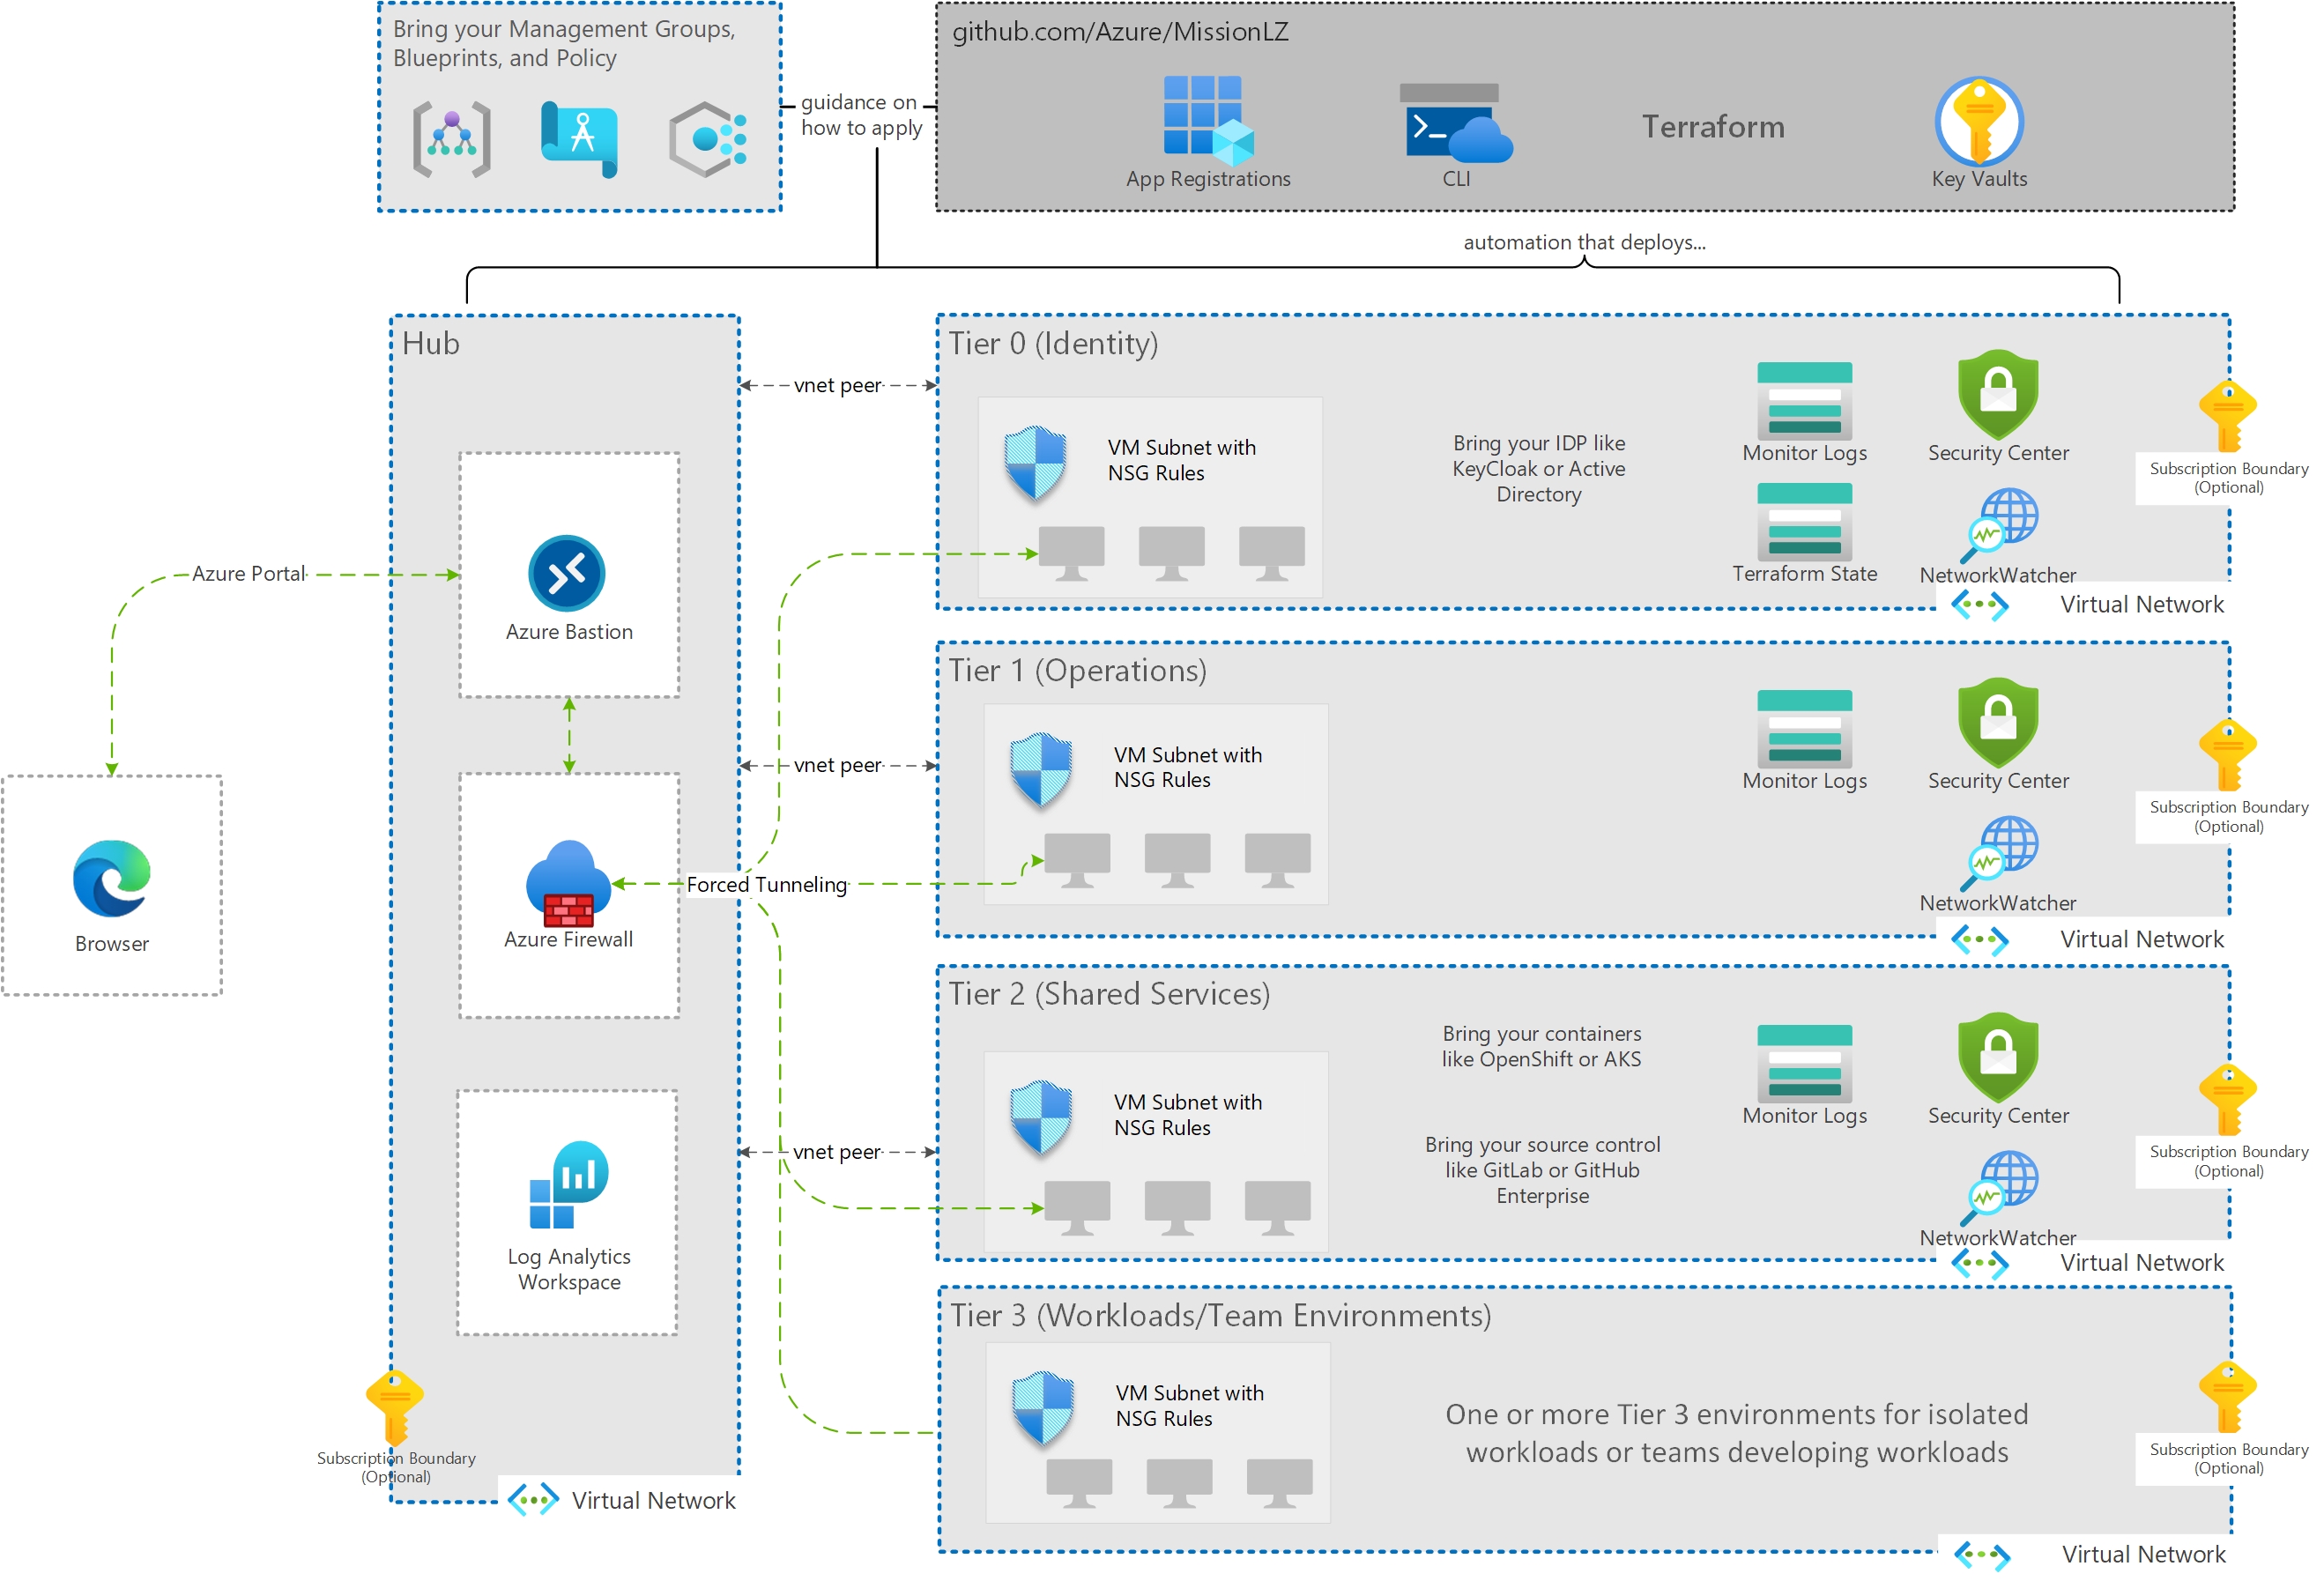 Bring your Management Groups,
Blueprints, and Policy
guidance on
how to apply
github.com/Azure/MissionLZ
App Registrations
CLI
Terraform
Key Vaults
automation that deploys...
Hub
Azure Portal
Azure Bastion
Browser
Azure Firewall
Forced Tunneling
Log Analytics
Workspace
Subscription Boundary
(Optional)
Virtual Network
vnet peer
vnet peer
vnet peer
Tier 0 (Identity)
VM Subnet with
NSG Rules
Bring your IDP like
KeyCloak or Active
Directory
Monitor Logs
Security Center
Terraform State
NetworkWatcher
Subscription Boundary
(Optional)
Virtual Network
Tier 1 (Operations)
VM Subnet with
NSG Rules
Monitor Logs
Security Center
NetworkWatcher
Subscription Boundary
(Optional)
Virtual Network
Tier 2 (Shared Services)
VM Subnet with
NSG Rules
Bring your containers
like OpenShift or AKS
Bring your source control
like GitLab or GitHub
Enterprise
Monitor Logs
Security Center
NetworkWatcher
Subscription Boundary
(Optional)
Virtual Network
Tier 3 (Workloads/Team Environments)
VM Subnet with
NSG Rules
One or more Tier 3 environments for isolated
workloads or teams developing workloads
Subscription Boundary
(Optional)
Virtual Network